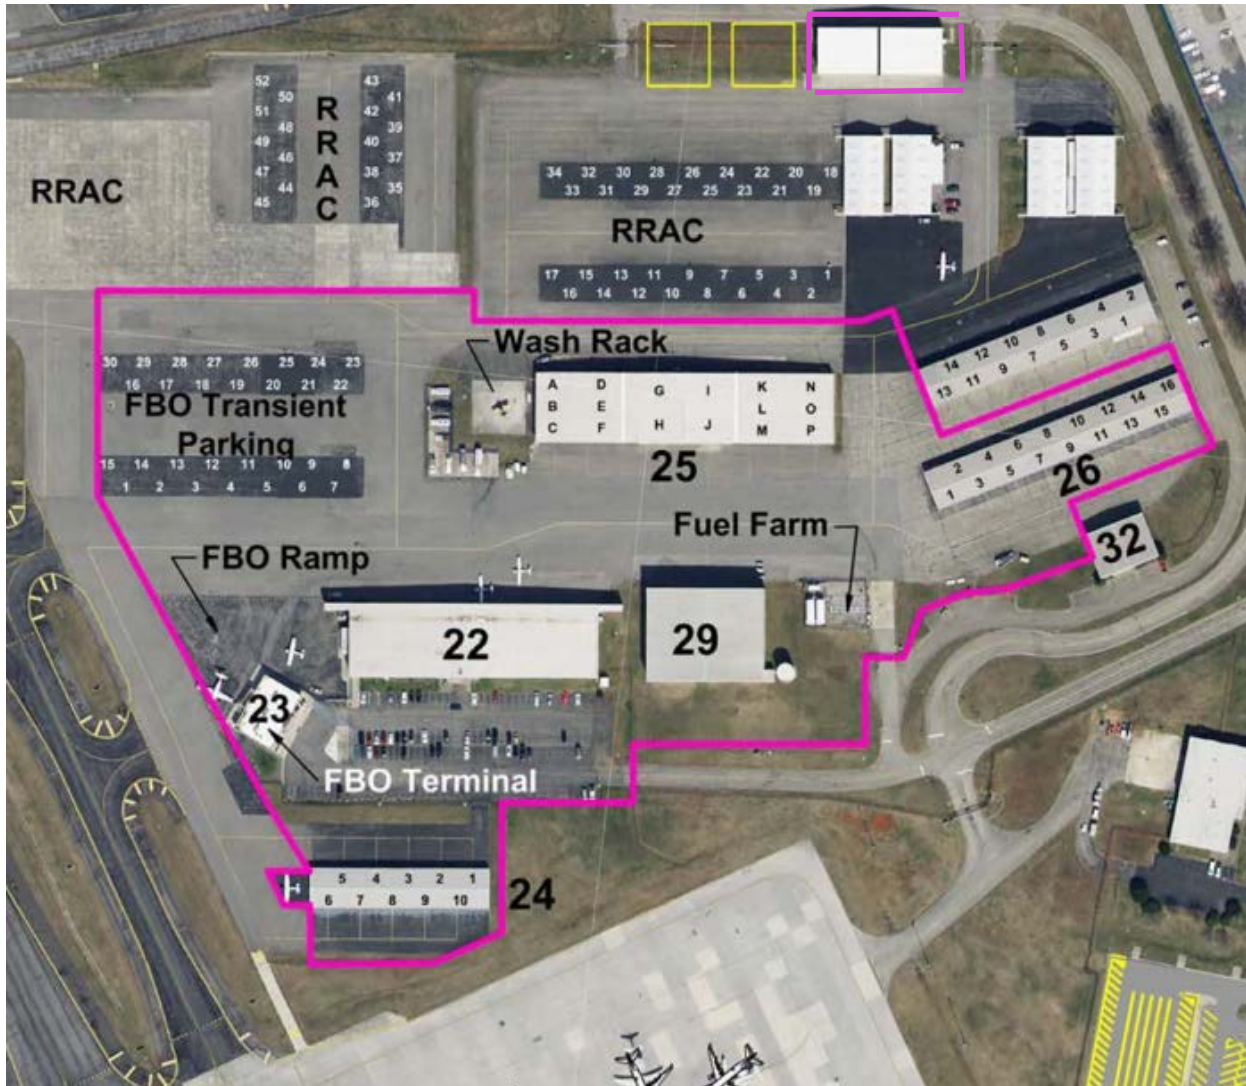 52
50
51
48
49
46
47
44
45
R
R
A
C
43
41
42
39
40
37
38
35
36
RRAC
34 32 30 28 26 24 22 20 18
33 31 29 27 25 23 21 19
RRAC
17 15 13 11 9 7 5 3 1
16 14 12 10 8 6 4 2
14 12 10 8 6 4 2
13 11 9 7 5 3 1
Wash Rack
30 29 28 27 26 25 24 23
16 17 18 19 20 21 22
FBO Transient
Parking
15 14 13 12 11 10 9 8
1 2 3 4 5 6 7
A D G I K N
B E L O
C F H J M P
25
2 4 6 8 10 12 14 16
1 3 5 7 9 11 13 15
26
Fuel Farm
32
FBO Ramp
22
29
23
FBO Terminal
5 4 3 2 1
6 7 8 9 10
24